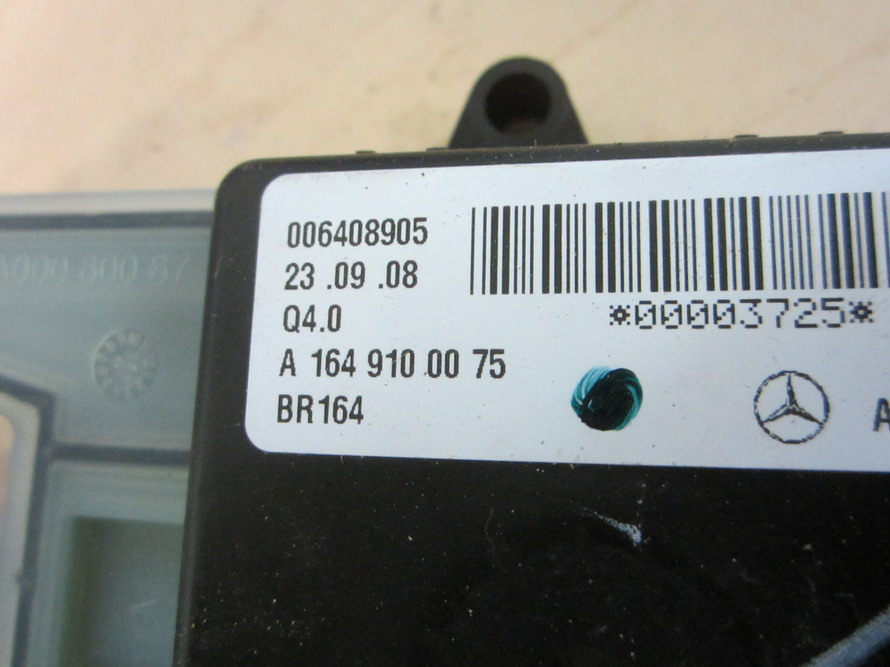 006408905
23 .09 .08
Q4.0
A 164 910 00 75
BR164
*00003725*
A